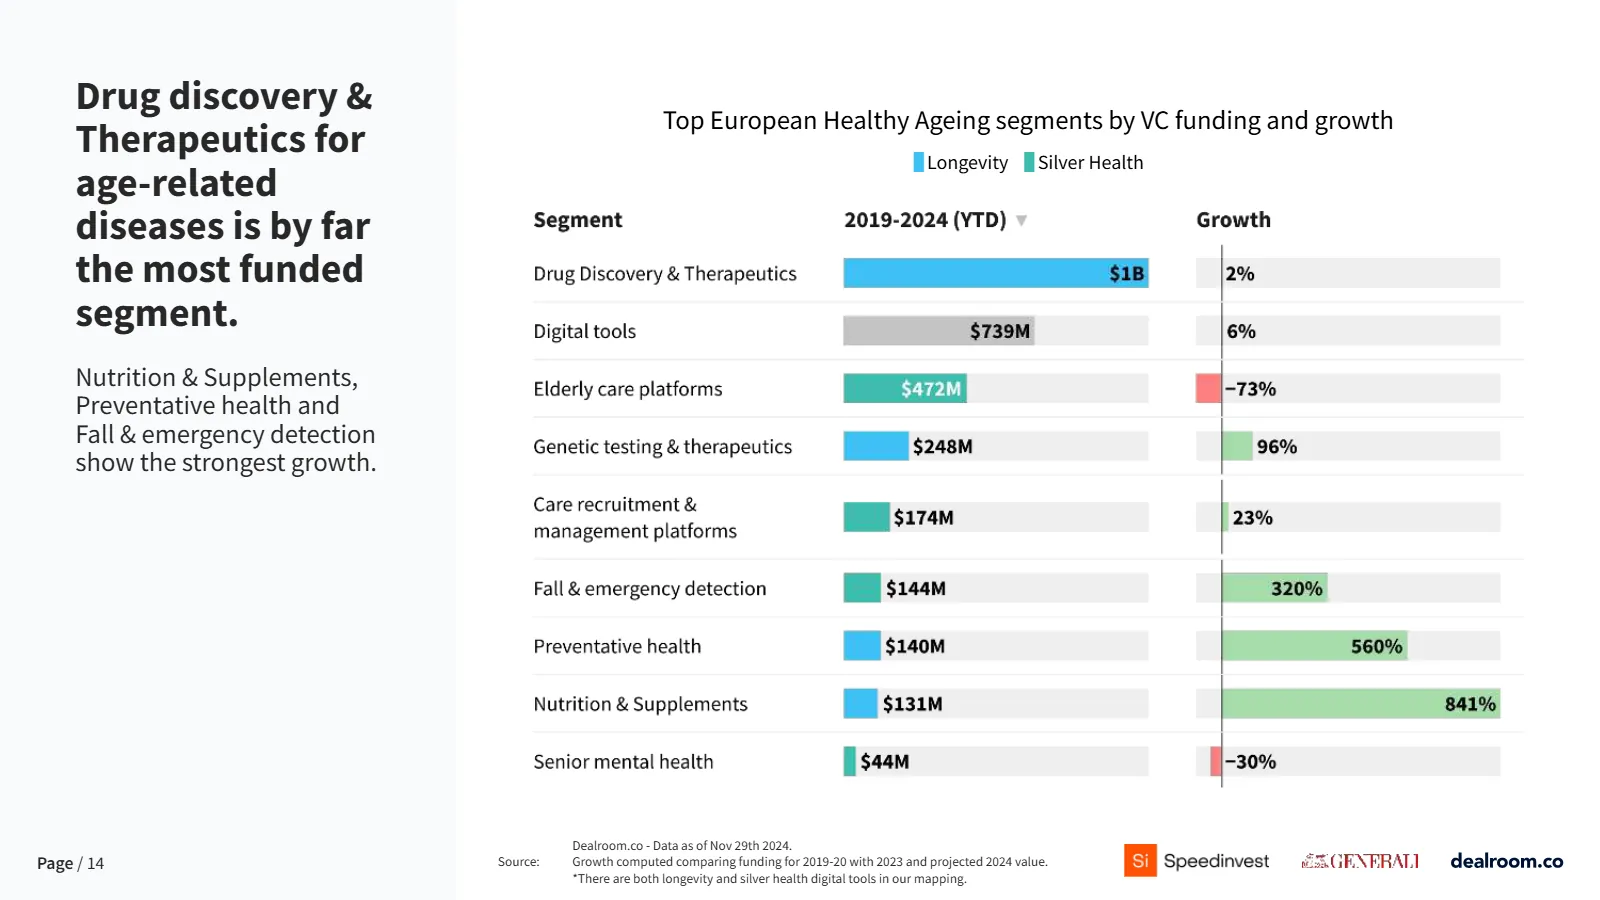 Drug discovery &
Therapeutics for
age-related
diseases is by far
the most funded
segment.
Nutrition & Supplements,
Preventative health and
Fall & emergency detection
show the strongest growth.
Page / 14
Top European Healthy Ageing segments by VC funding and growth
Longevity Silver Health
Segment 2019-2024 (YTD) ▼ Growth
Drug Discovery & Therapeutics $1B 2%
Digital tools $739M 6%
Elderly care platforms $472M −73%
Genetic testing & therapeutics $248M 96%
Care recruitment &
management platforms $174M 23%
Fall & emergency detection $144M 320%
Preventative health $140M 560%
Nutrition & Supplements $131M 841%
Senior mental health $44M −30%
Dealroom.co - Data as of Nov 29th 2024.
Source: Growth computed comparing funding for 2019-20 with 2023 and projected 2024 value.
*There are both longevity and silver health digital tools in our mapping.
Si Speedinvest GENERALI dealroom.co